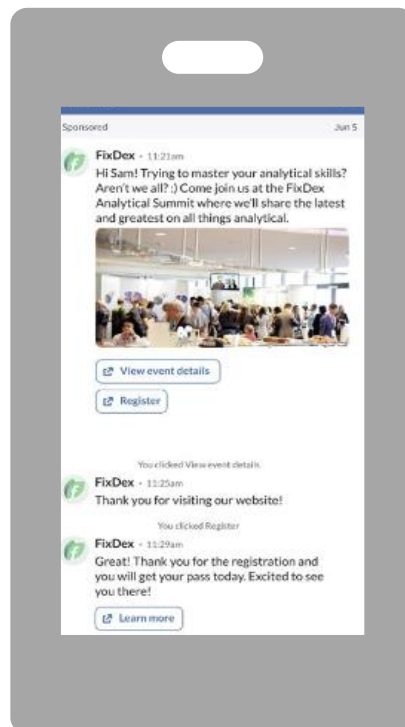 Sponsored Jun 5
FixDex • 11:21am
Hi Sam! Trying to master your analytical skills?
Aren't we all? :) Come join us at the FixDex
Analytical Summit where we'll share the latest
and greatest on all things analytical.
View event details
Register
You clicked View event details
FixDex • 11:25am
Thank you for visiting our website!
You clicked Register
FixDex • 11:29am
Great! Thank you for the registration and
you will get your pass today. Excited to see
you there!
Learn more